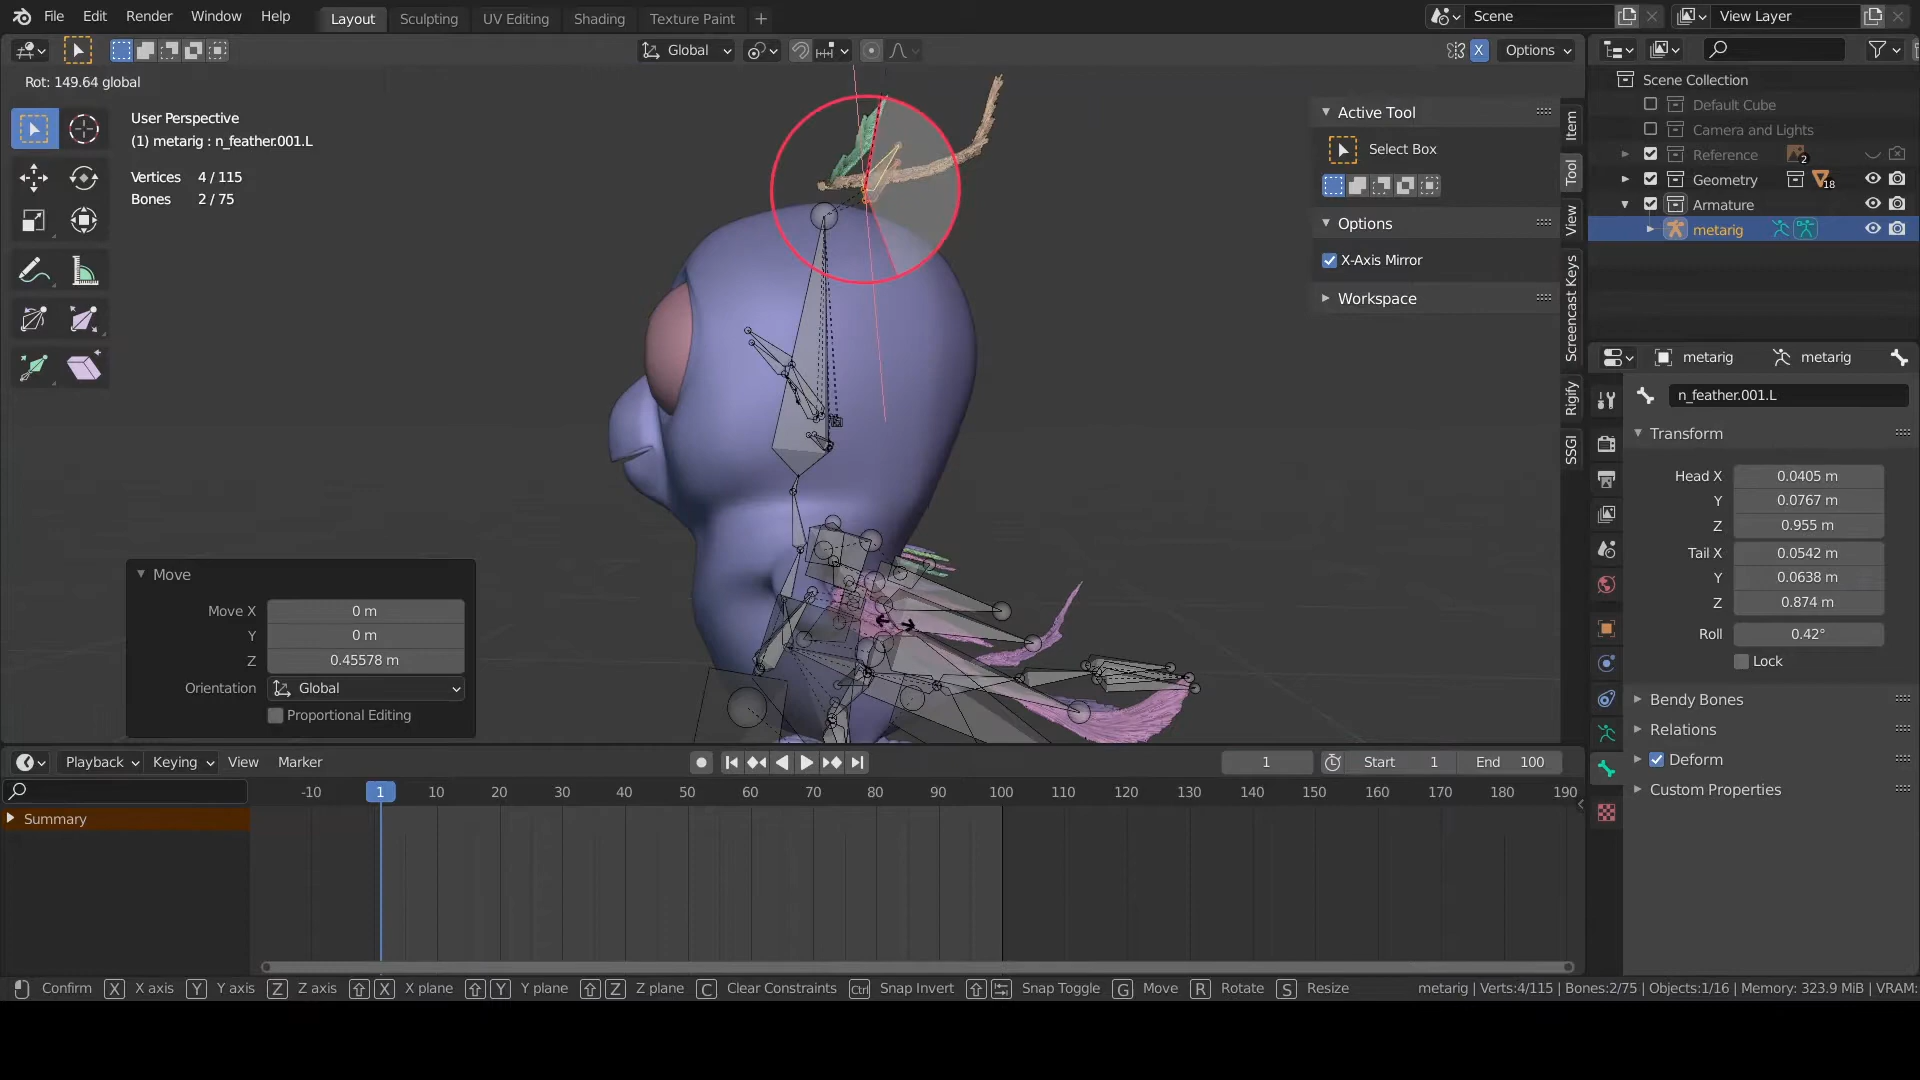 File Edit Render Window Help
Layout Sculpting UV Editing Shading Texture Paint +
Scene
View Layer
Global
X
Options
Rot: 149.64 global
User Perspective
(1) metarig : n_feather.001.L
Vertices 4 / 115
Bones 2 / 75
Active Tool
Select Box
Options
X-Axis Mirror
Workspace
Item
Tool
View
Screencast Keys
Rigify
SSGI
Move
Move X 0 m
Y 0 m
Z 0.45578 m
Orientation Global
Proportional Editing
Scene Collection
Default Cube
Camera and Lights
Reference 2
Geometry 18
Armature
metarig
metarig metarig
n_feather.001.L
Transform
Head X 0.0405 m
Y 0.0767 m
Z 0.955 m
Tail X 0.0542 m
Y 0.0638 m
Z 0.874 m
Roll 0.42°
Lock
Bendy Bones
Relations
Deform
Custom Properties
Playback Keying View Marker
1 Start 1 End 100
-10 1 10 20 30 40 50 60 70 80 90 100 110 120 130 140 150 160 170 180 190
Summary
Confirm X X axis Y Y axis Z Z axis X X plane Y Y plane Z Z plane C Clear Constraints Ctrl Snap Invert Snap Toggle G Move R Rotate S Resize
metarig | Verts:4/115 | Bones:2/75 | Objects:1/16 | Memory: 323.9 MiB | VRAM: